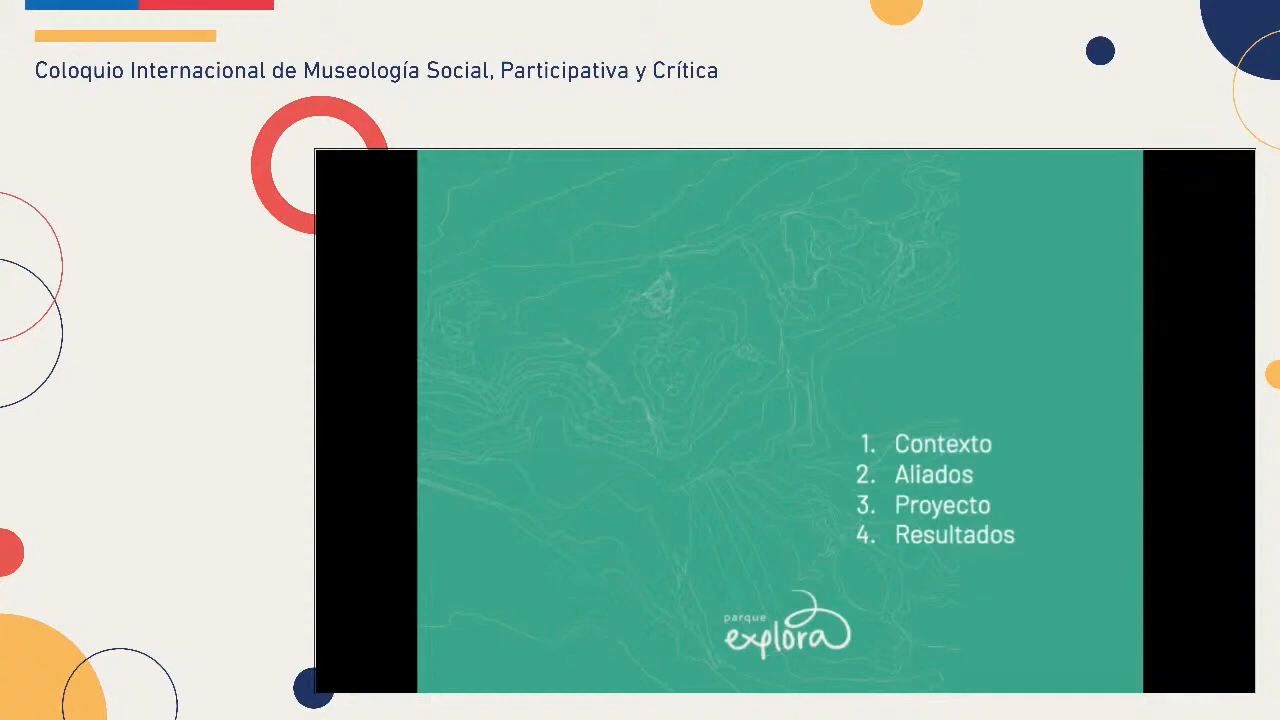 Coloquio Internacional de Museología Social, Participativa y Crítica
1. Contexto
2. Aliados
3. Proyecto
4. Resultados
parque
explora